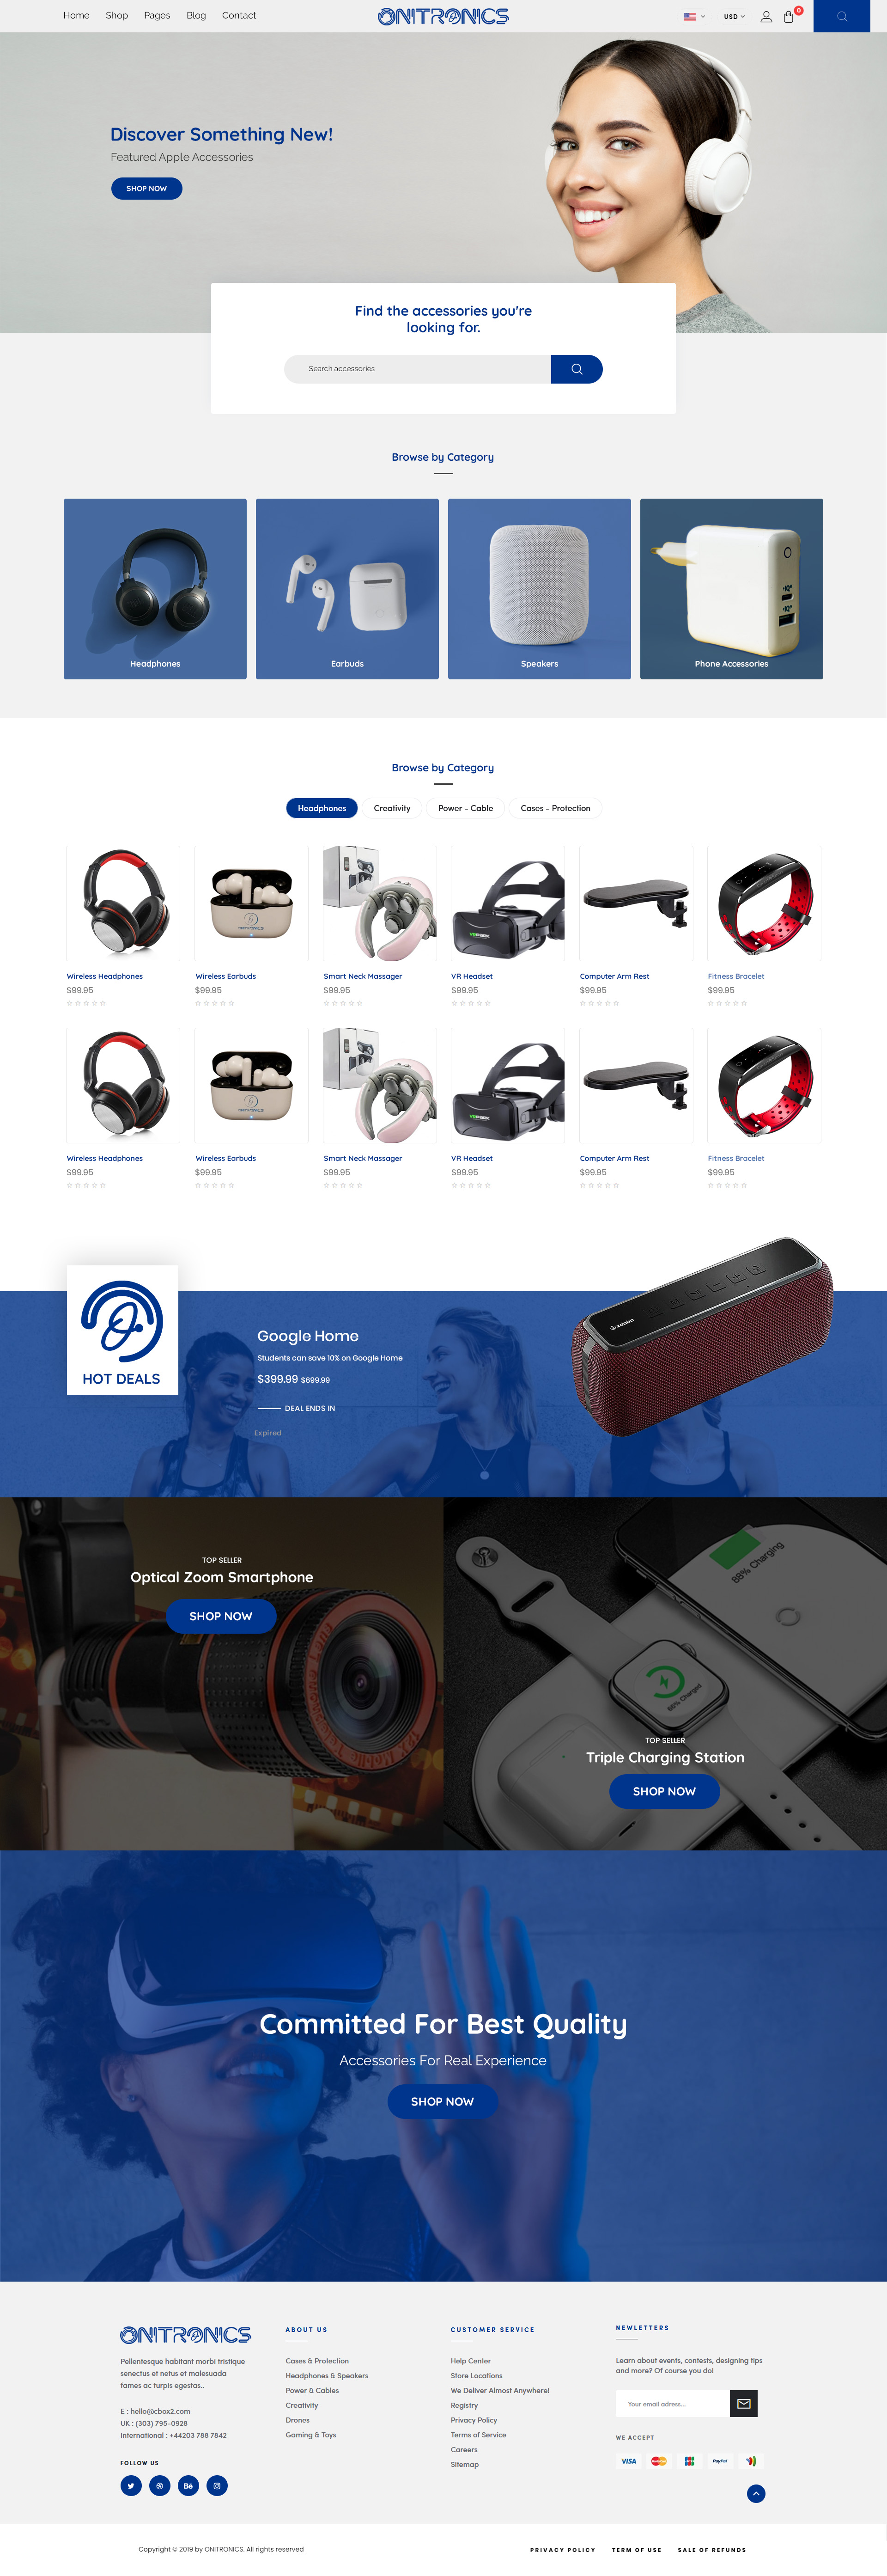 Home Shop Pages Blog Contact
ONITRONICS
USD
0
Discover Something New!
Featured Apple Accessories
SHOP NOW
Find the accessories you're
looking for.
Search accessories
Browse by Category
Headphones
Earbuds
Speakers
Phone Accessories
Browse by Category
Headphones Creativity Power - Cable Cases - Protection
Wireless Headphones Wireless Earbuds Smart Neck Massager VR Headset Computer Arm Rest Fitness Bracelet
$99.95 $99.95 $99.95 $99.95 $99.95 $99.95
Wireless Headphones Wireless Earbuds Smart Neck Massager VR Headset Computer Arm Rest Fitness Bracelet
$99.95 $99.95 $99.95 $99.95 $99.95 $99.95
HOT DEALS
Google Home
Students can save 10% on Google Home
$399.99 $699.99
DEAL ENDS IN
Expired
xdobo
TOP SELLER
Optical Zoom Smartphone
SHOP NOW
88% Charging
TOP SELLER
Triple Charging Station
SHOP NOW
Committed For Best Quality
Accessories For Real Experience
SHOP NOW
ONITRONICS
Pellentesque habitant morbi tristique
senectus et netus et malesuada
fames ac turpis egestas..
E : hello@cbox2.com
UK : (303) 795-0928
International : +44203 788 7842
FOLLOW US
Bē
ABOUT US
Cases & Protection
Headphones & Speakers
Power & Cables
Creativity
Drones
Gaming & Toys
CUSTOMER SERVICE
Help Center
Store Locations
We Deliver Almost Anywhere!
Registry
Privacy Policy
Terms of Service
Careers
Sitemap
NEWLETTERS
Learn about events, contests, designing tips
and more? Of course you do!
Your email adress...
WE ACCEPT
VISA PayPal
Copyright © 2019 by ONITRONICS. All rights reserved
PRIVACY POLICY TERM OF USE SALE OF REFUNDS